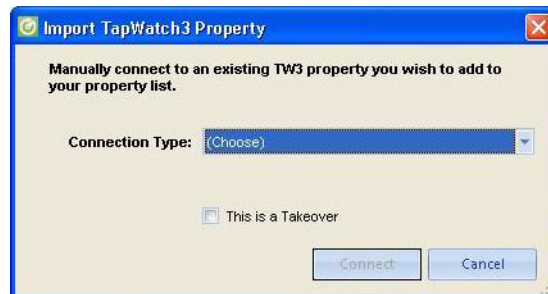 Import TapWatch3 Property
Manually connect to an existing TW3 property you wish to add to
your property list.
Connection Type: (Choose)
This is a Takeover
Connect Cancel